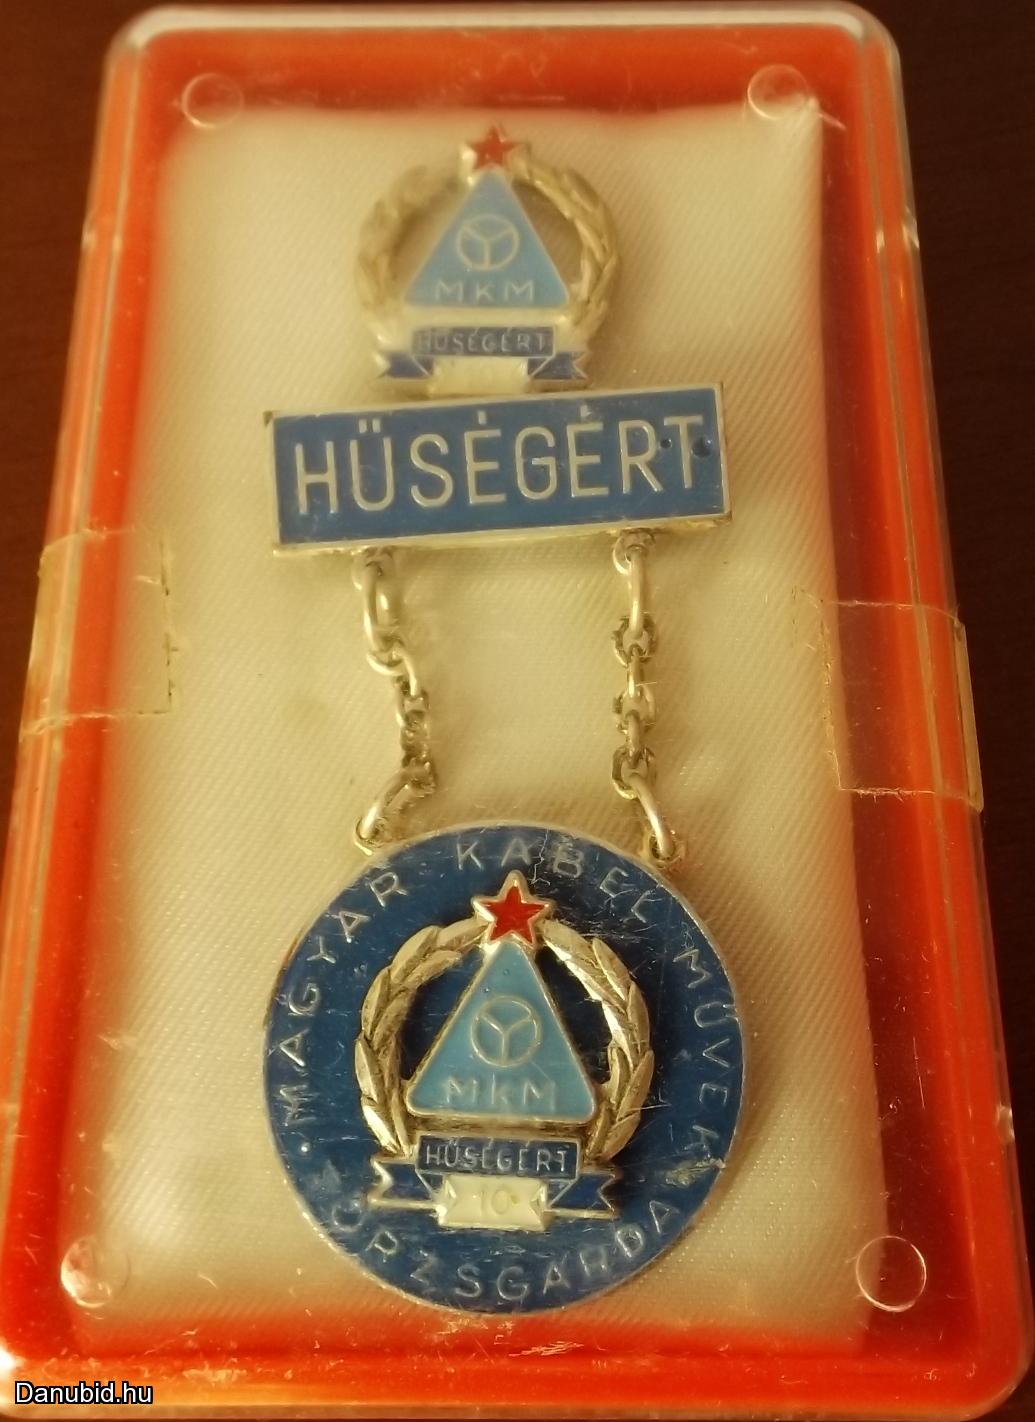 MKM
HŰSÉGÉRT
HŰSÉGÉRT
MAGYAR KÁBEL MŰVEK
MKM
HŰSÉGÉRT
10
TÖRZSGÁRDA
Danubid.hu